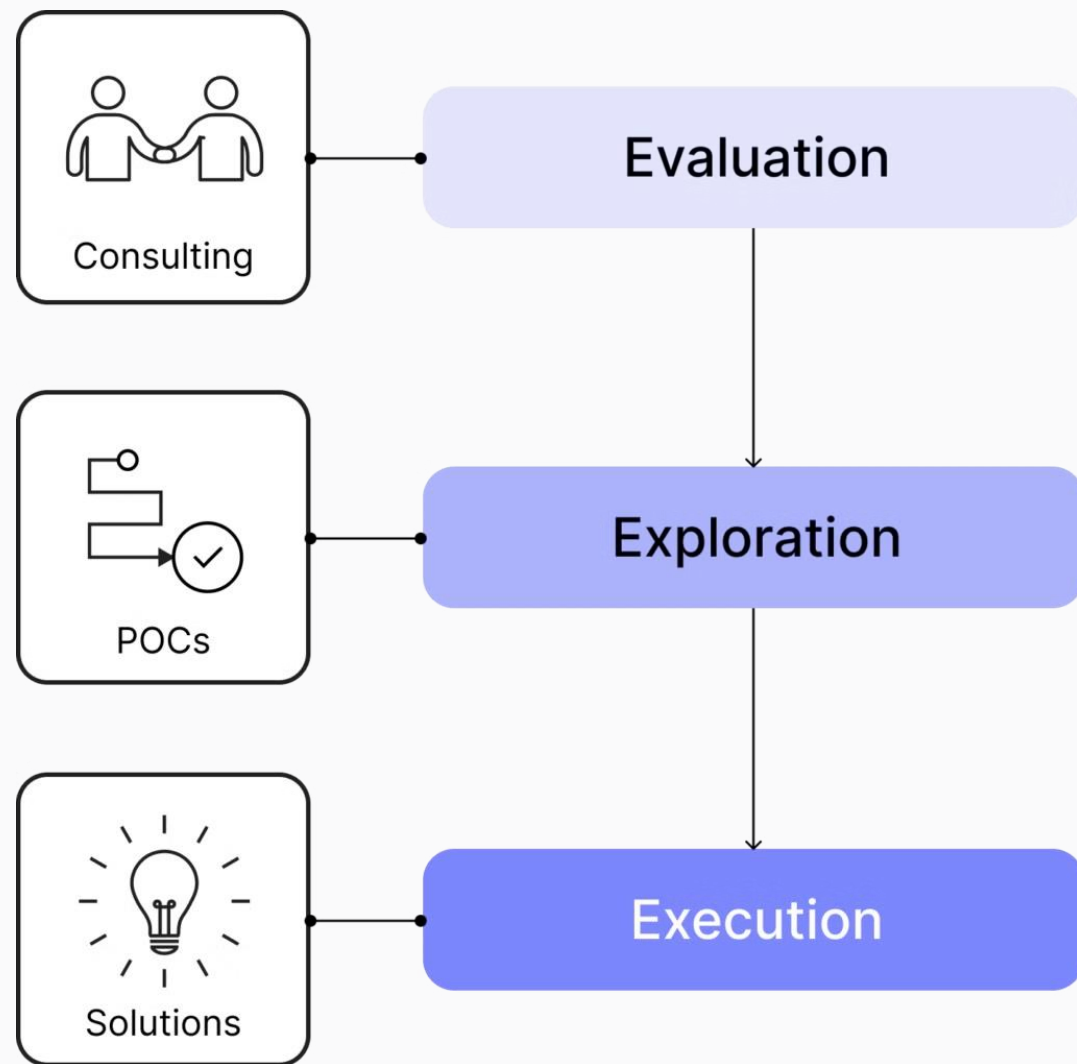 Evaluation
Consulting
Exploration
POCs
Execution
Solutions